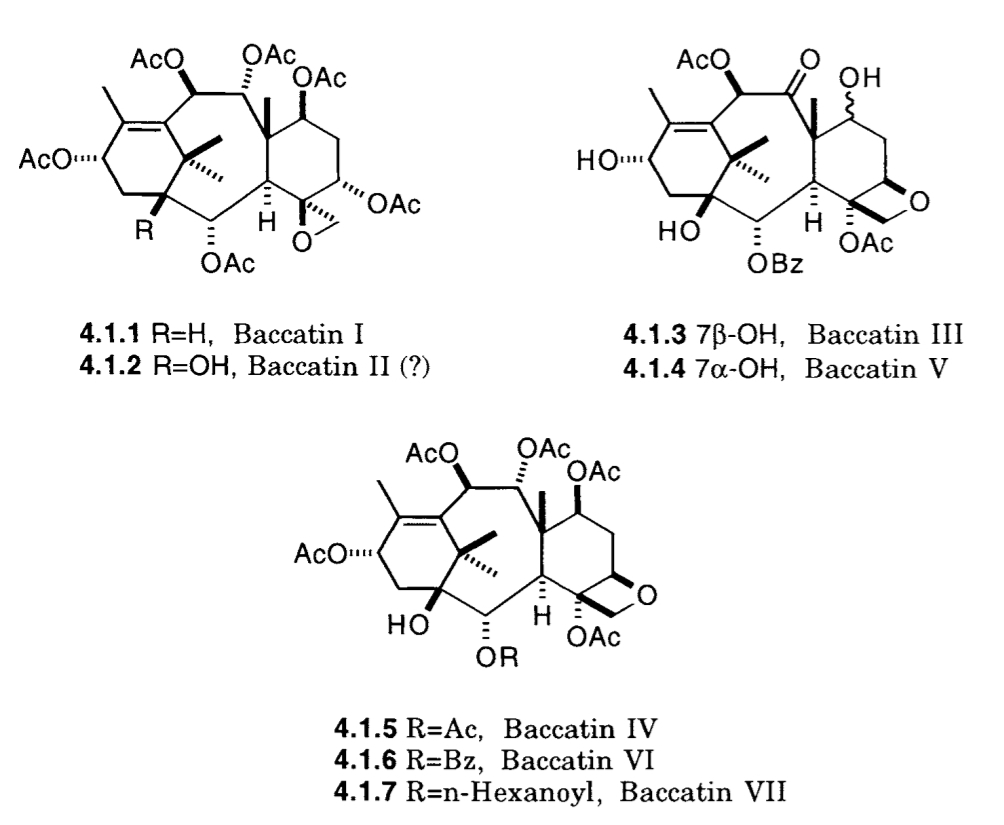 AcO OAc OAc
AcO OAc
R H O
OAc
4.1.1 R=H, Baccatin I
4.1.2 R=OH, Baccatin II (?)
AcO O OH
HO O
HO H OAc
OBz
4.1.3 7β-OH, Baccatin III
4.1.4 7α-OH, Baccatin V
AcO OAc OAc
AcO O
HO H OAc
OR
4.1.5 R=Ac, Baccatin IV
4.1.6 R=Bz, Baccatin VI
4.1.7 R=n-Hexanoyl, Baccatin VII